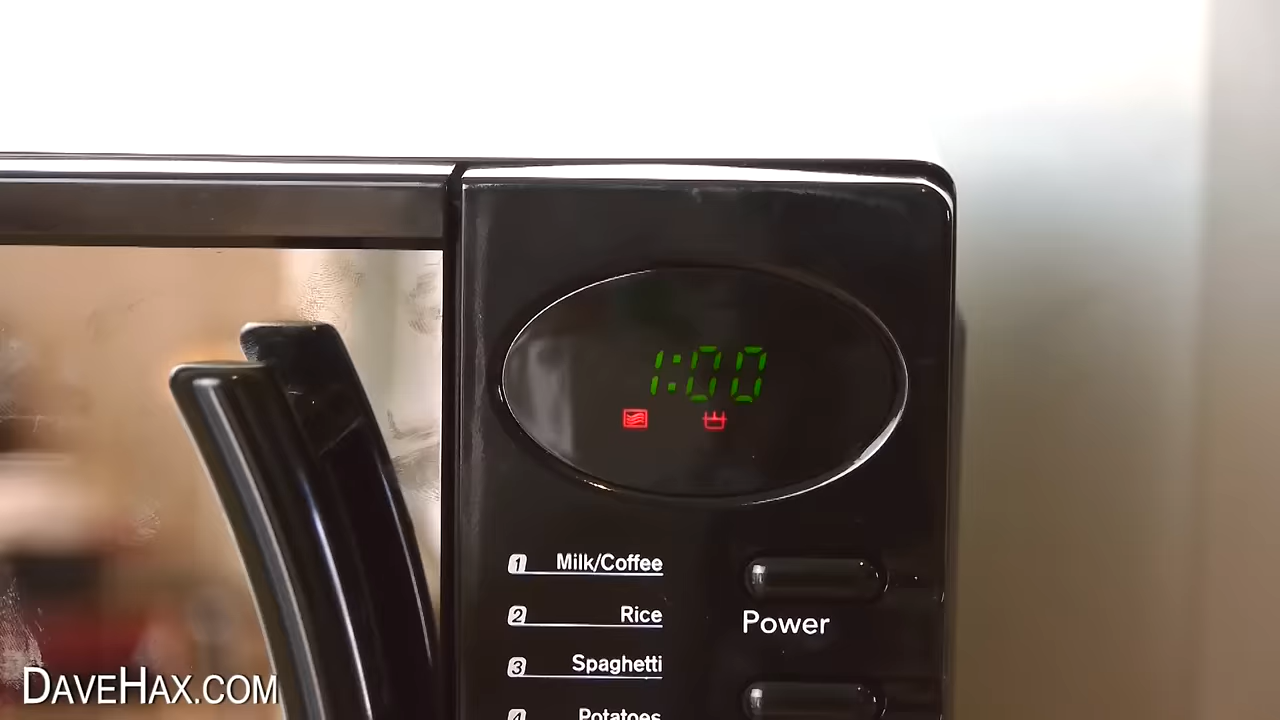 1:00
1 Milk/Coffee
2 Rice
Power
3 Spaghetti
4 Potatoes
DAVEHAX.COM